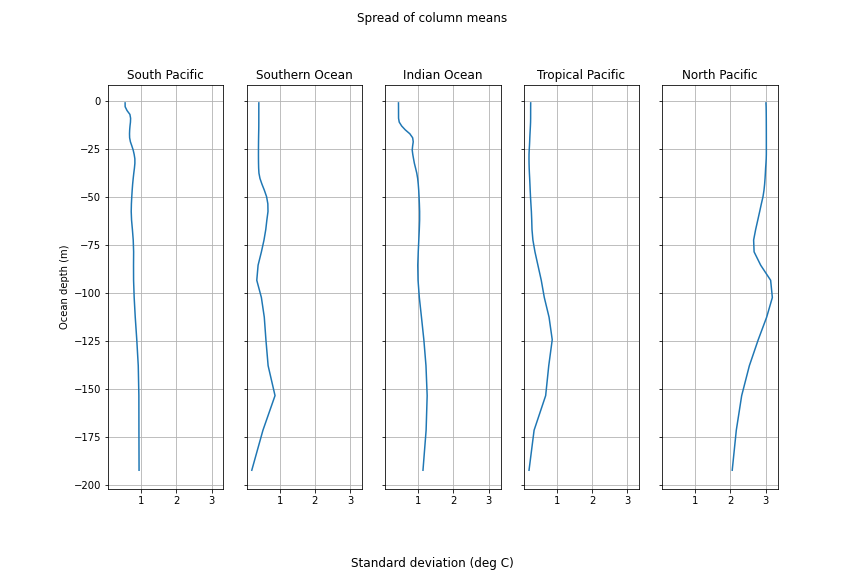 Spread of column means
South Pacific
Southern Ocean
Indian Ocean
Tropical Pacific
North Pacific
0
−25
−50
−75
−100
−125
−150
−175
−200
Ocean depth (m)
1 2 3
1 2 3
1 2 3
1 2 3
1 2 3
Standard deviation (deg C)